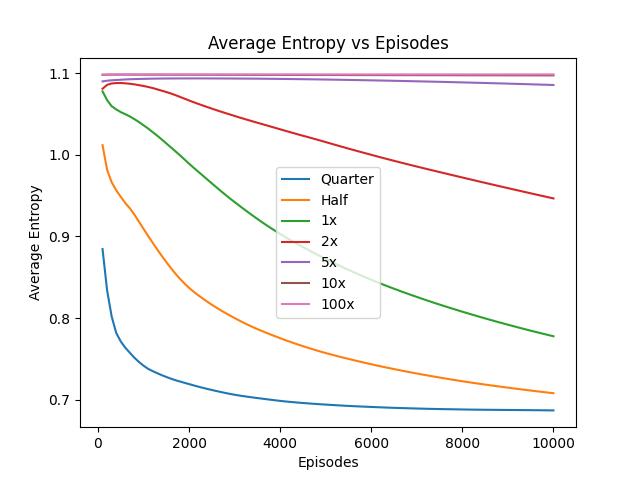 Average Entropy vs Episodes
Average Entropy
1.1
1.0
0.9
0.8
0.7
Quarter
Half
1x
2x
5x
10x
100x
0 2000 4000 6000 8000 10000
Episodes